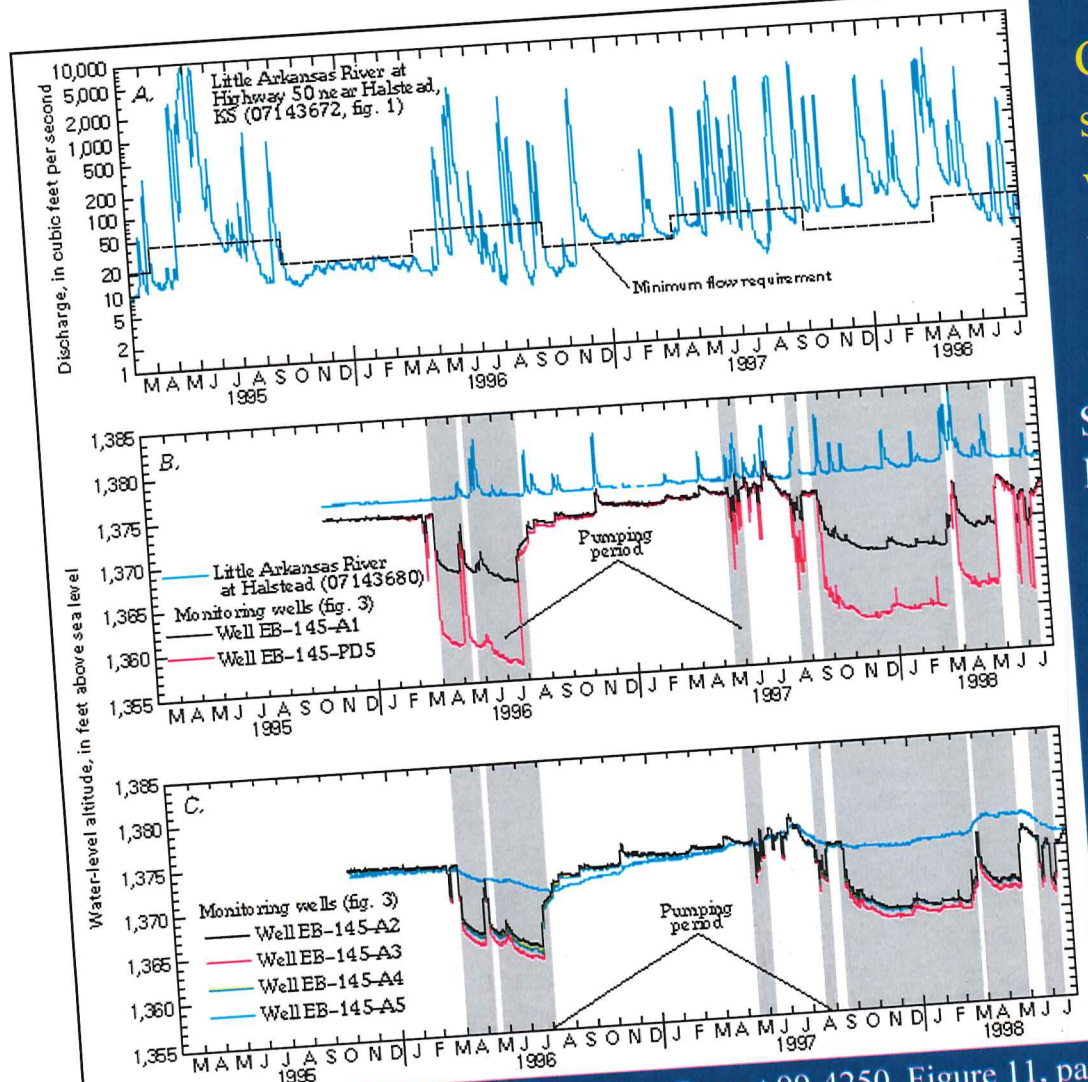 A.
Little Arkansas River at
Highway 50 near Halstead,
KS (07143672, fig. 1)
Discharge, in cubic feet per second
10,000
5,000
2,000
1,000
500
200
100
50
20
10
5
2
1
Minimum flow requirement
M A M J J A S O N D J F M A M J J A S O N D J F M A M J J A S O N D J F M A M J J
1995 1996 1997 1998
B.
Water-level altitude, in feet above sea level
1,385
1,380
1,375
1,370
1,365
1,360
1,355
Pumping
period
Little Arkansas River
at Halstead (07143680)
Monitoring wells (fig. 3)
Well EB-145-A1
Well EB-145-PD5
M A M J J A S O N D J F M A M J J A S O N D J F M A M J J A S O N D J F M A M J J
1995 1996 1997 1998
C.
1,385
1,380
1,375
1,370
1,365
1,360
1,355
Pumping
period
Monitoring wells (fig. 3)
Well EB-145-A2
Well EB-145-A3
Well EB-145-A4
Well EB-145-A5
M A M J J A S O N D J F M A M J J A S O N D J F M A M J J A S O N D J F M A M J J
1995 1996 1997 1998
99-4250, Figure 11,